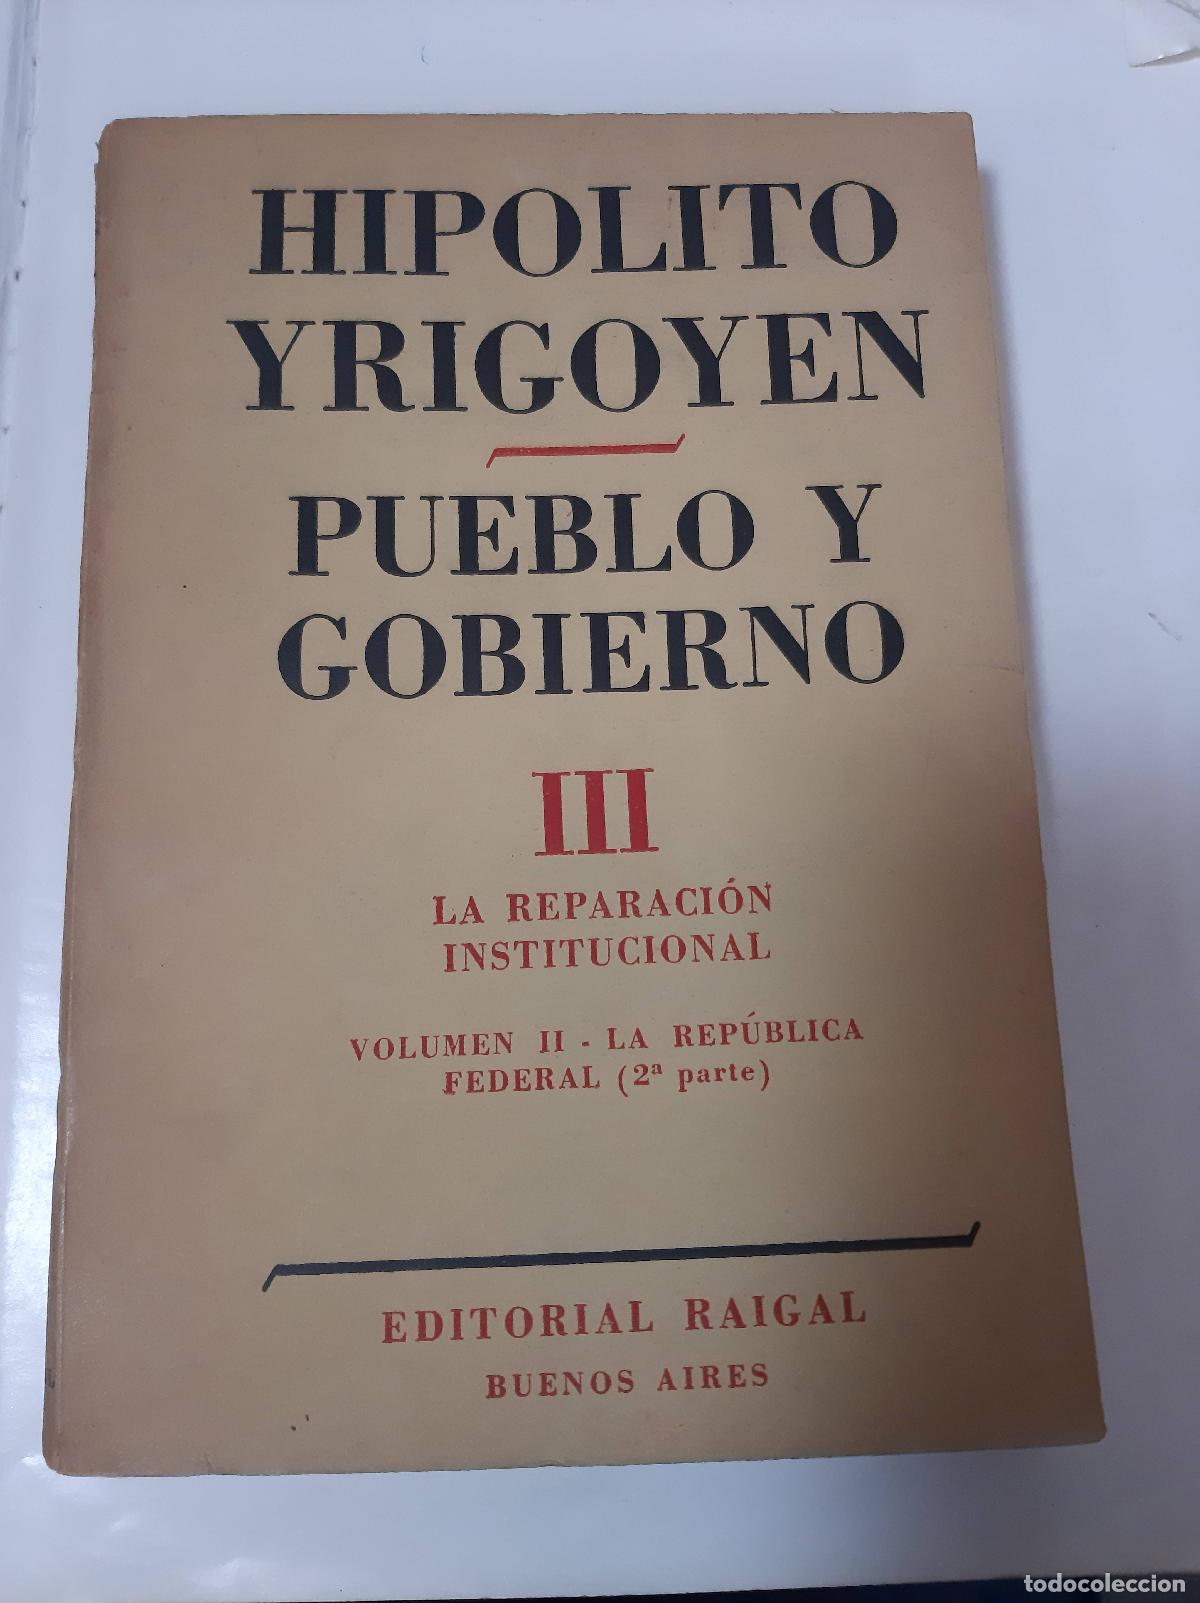 HIPOLITO
YRIGOYEN
PUEBLO Y
GOBIERNO
III
LA REPARACIÓN
INSTITUCIONAL
VOLUMEN II - LA REPÚBLICA
FEDERAL (2ª parte)
EDITORIAL RAIGAL
BUENOS AIRES
todocoleccion